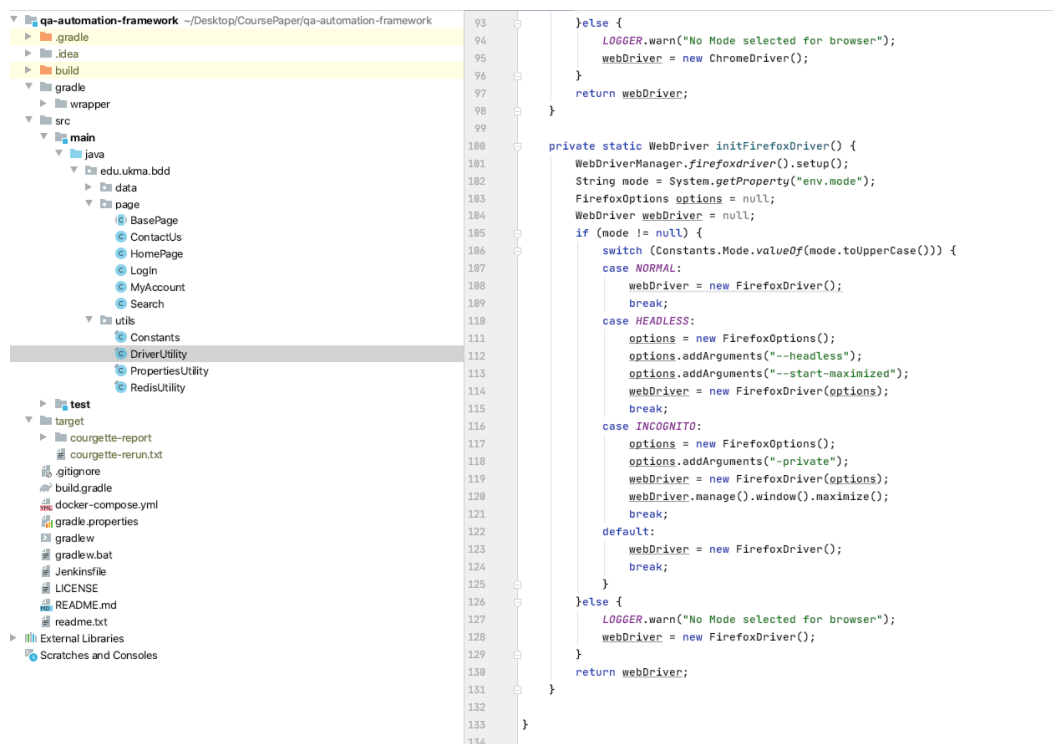 qa-automation-framework ~/Desktop/CoursePaper/qa-automation-framework
.gradle
.idea
build
gradle
wrapper
src
main
java
edu.ukma.bdd
data
page
BasePage
ContactUs
HomePage
LogIn
MyAccount
Search
utils
Constants
DriverUtility
PropertiesUtility
RedisUtility
test
target
courgette-report
courgette-rerun.txt
.gitignore
build.gradle
docker-compose.yml
gradle.properties
gradlew
gradlew.bat
Jenkinsfile
LICENSE
README.md
readme.txt
External Libraries
Scratches and Consoles
93 }else {
94 LOGGER.warn("No Mode selected for browser");
95 webDriver = new ChromeDriver();
96 }
97 return webDriver;
98 }
99
100 private static WebDriver initFirefoxDriver() {
101 WebDriverManager.firefoxdriver().setup();
102 String mode = System.getProperty("env.mode");
103 FirefoxOptions options = null;
104 WebDriver webDriver = null;
105 if (mode != null) {
106 switch (Constants.Mode.valueOf(mode.toUpperCase())) {
107 case NORMAL:
108 webDriver = new FirefoxDriver();
109 break;
110 case HEADLESS:
111 options = new FirefoxOptions();
112 options.addArguments("--headless");
113 options.addArguments("--start-maximized");
114 webDriver = new FirefoxDriver(options);
115 break;
116 case INCOGNITO:
117 options = new FirefoxOptions();
118 options.addArguments("-private");
119 webDriver = new FirefoxDriver(options);
120 webDriver.manage().window().maximize();
121 break;
122 default:
123 webDriver = new FirefoxDriver();
124 break;
125 }
126 }else {
127 LOGGER.warn("No Mode selected for browser");
128 webDriver = new FirefoxDriver();
129 }
130 return webDriver;
131 }
132
133 }
134